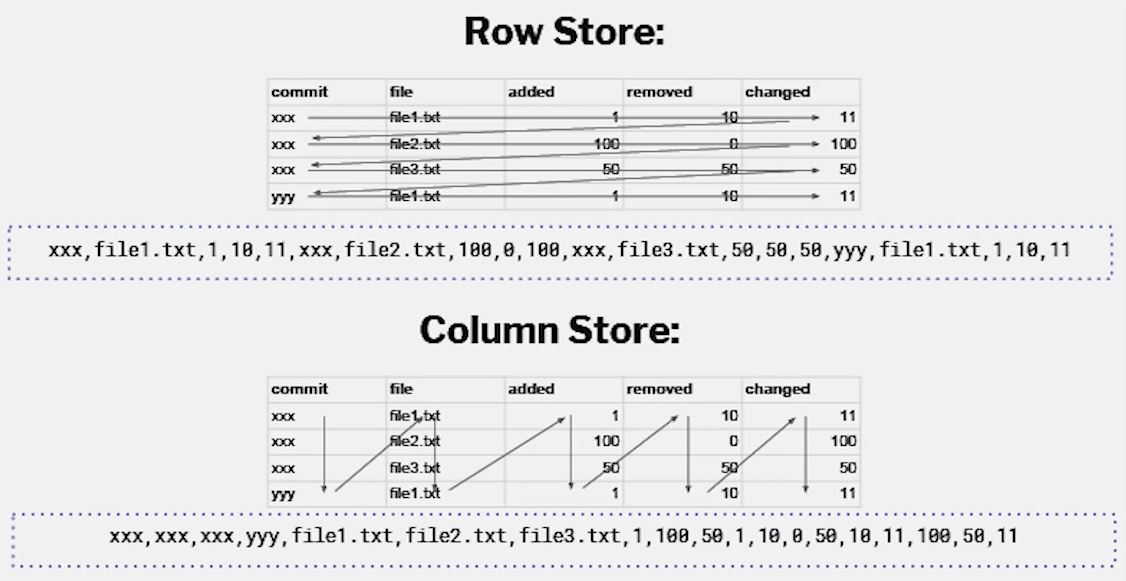 Row Store:
commit file added removed changed
xxx file1.txt 1 10 11
xxx file2.txt 100 0 100
xxx file3.txt 50 50 50
yyy file1.txt 1 10 11
xxx,file1.txt,1,10,11,xxx,file2.txt,100,0,100,xxx,file3.txt,50,50,50,yyy,file1.txt,1,10,11
Column Store:
commit file added removed changed
xxx file1.txt 1 10 11
xxx file2.txt 100 0 100
xxx file3.txt 50 50 50
yyy file1.txt 1 10 11
xxx,xxx,xxx,yyy,file1.txt,file2.txt,file3.txt,1,100,50,1,10,0,50,10,11,100,50,11